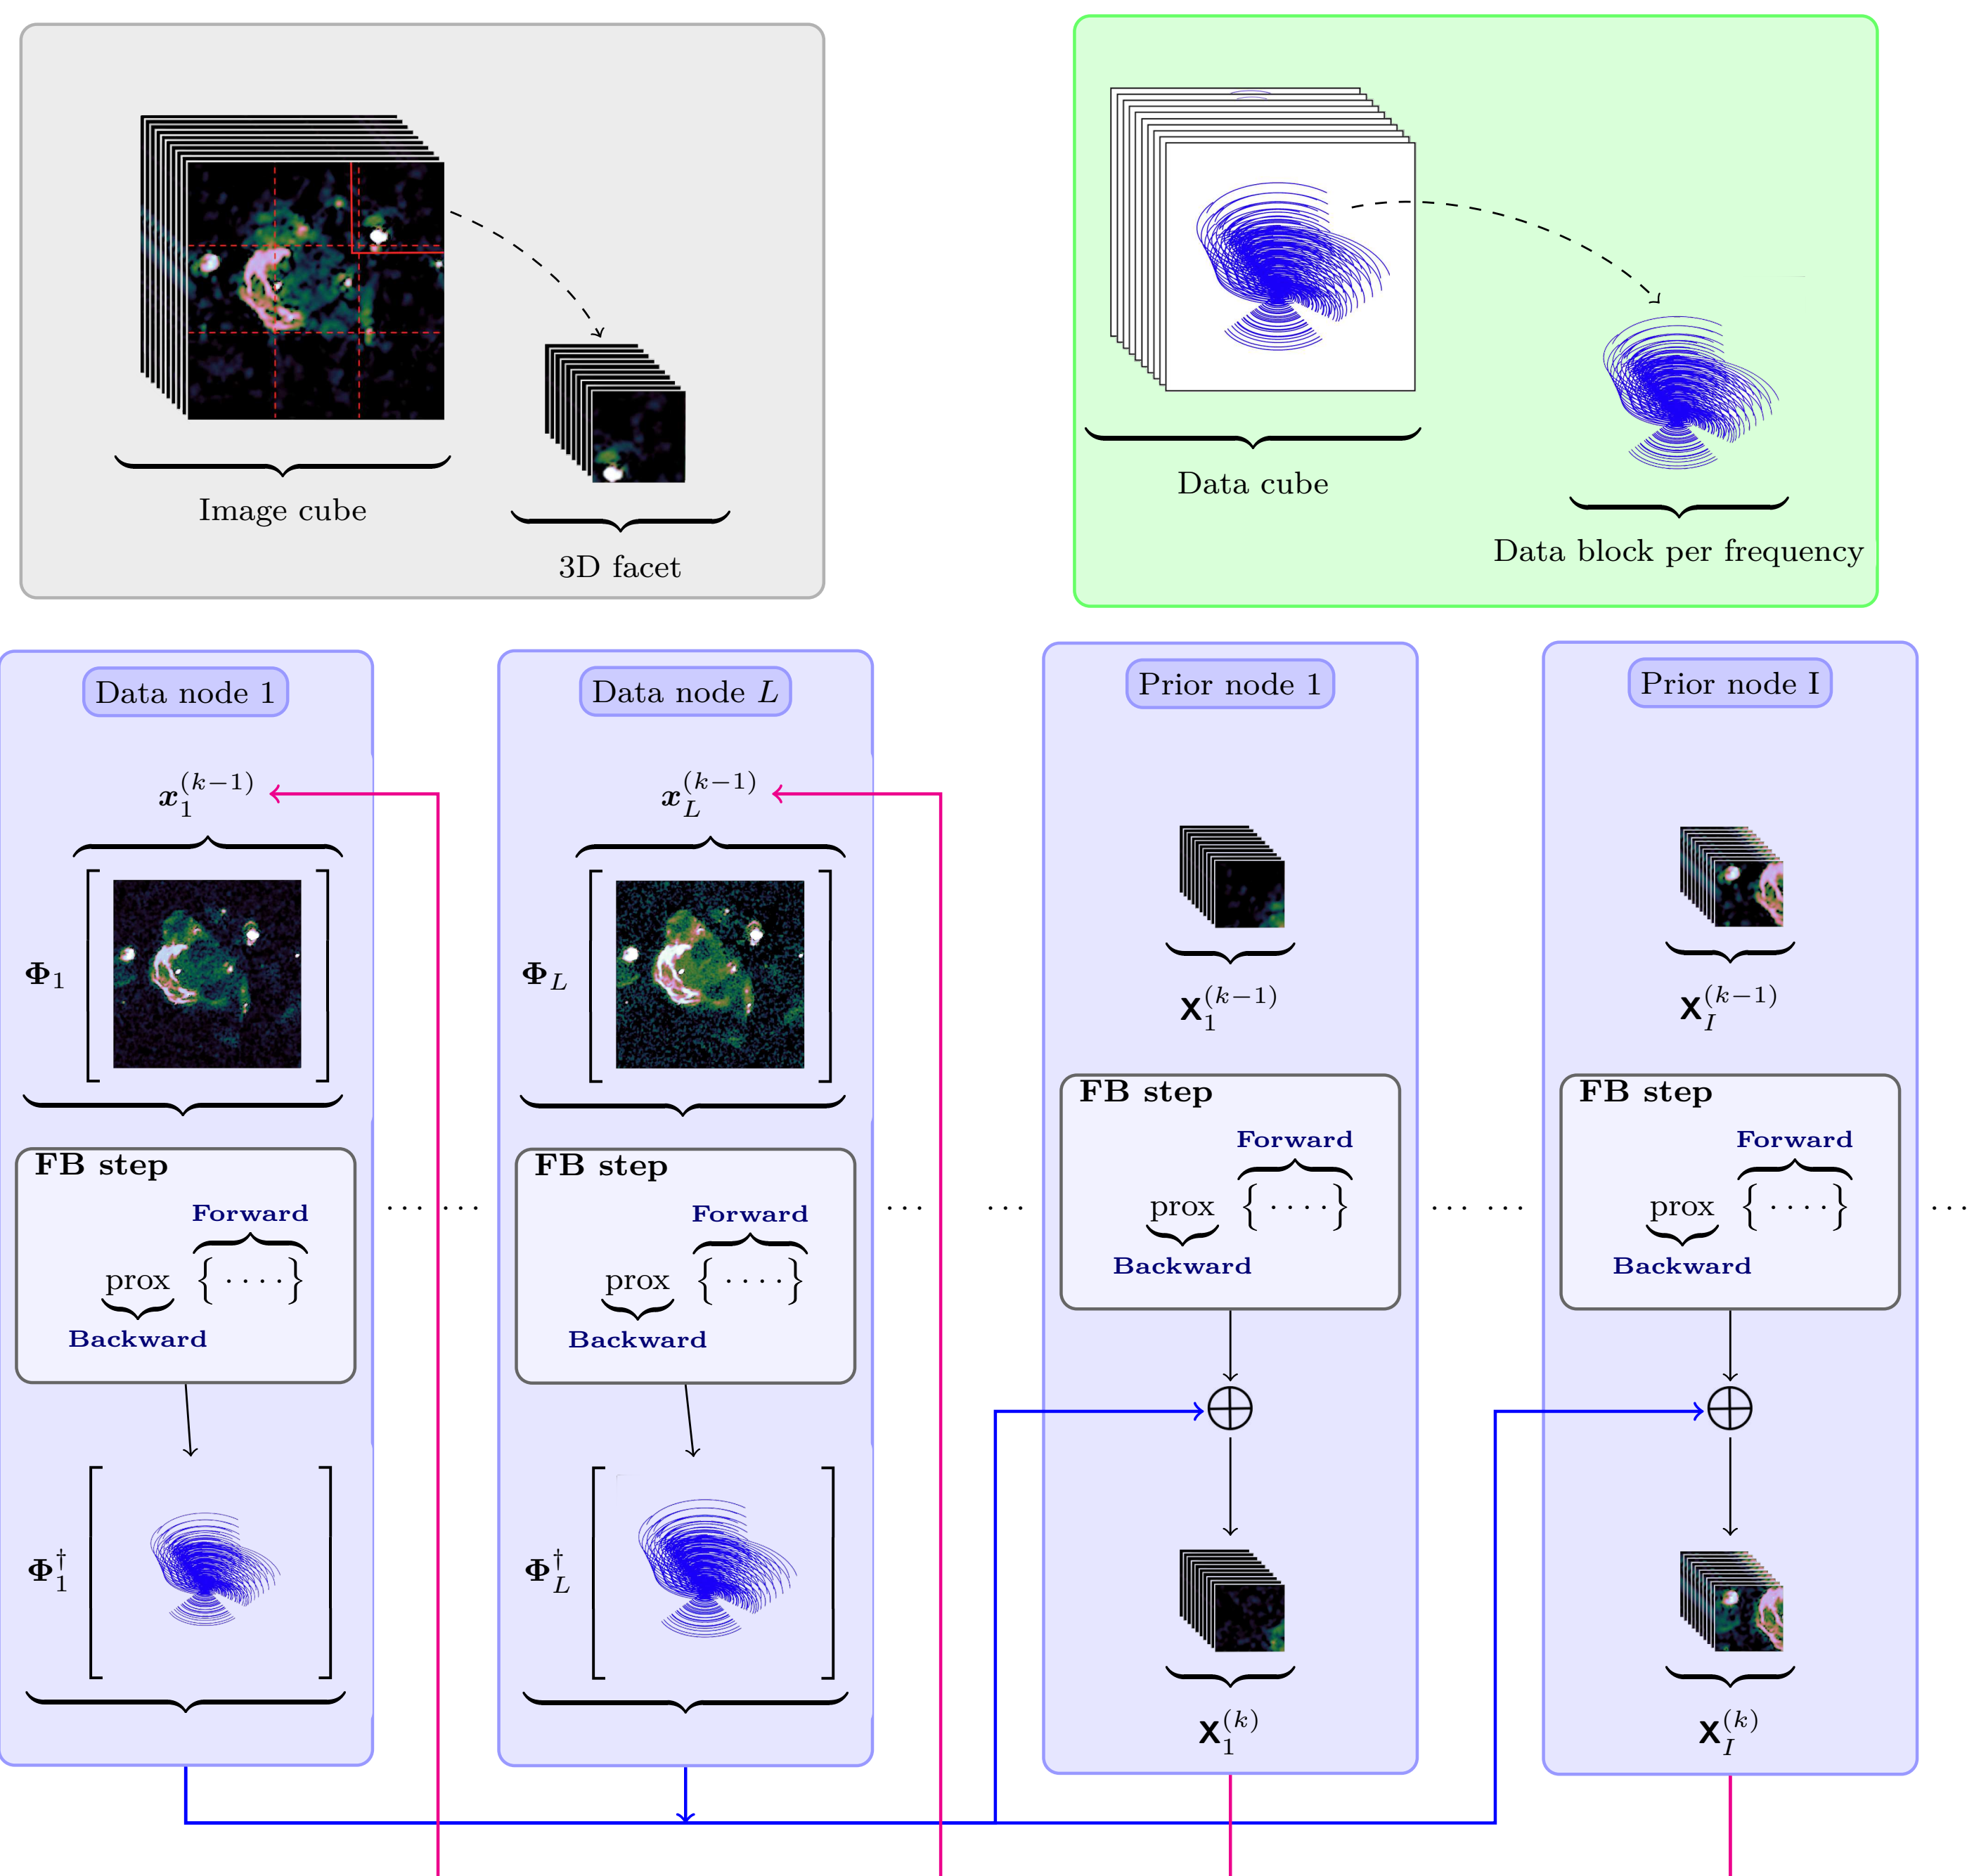 Image cube
3D facet
Data cube
Data block per frequency
Data node 1
Data node L
Prior node 1
Prior node I
x_1^{(k−1)}
x_L^{(k−1)}
Φ_1
Φ_L
X_1^{(k−1)}
X_I^{(k−1)}
FB step
Forward
prox { ···· }
Backward
FB step
Forward
prox { ···· }
Backward
FB step
Forward
prox { ···· }
Backward
FB step
Forward
prox { ···· }
Backward
··· ···
··· ···
··· ···
···
Φ_1^†
Φ_L^†
X_1^{(k)}
X_I^{(k)}